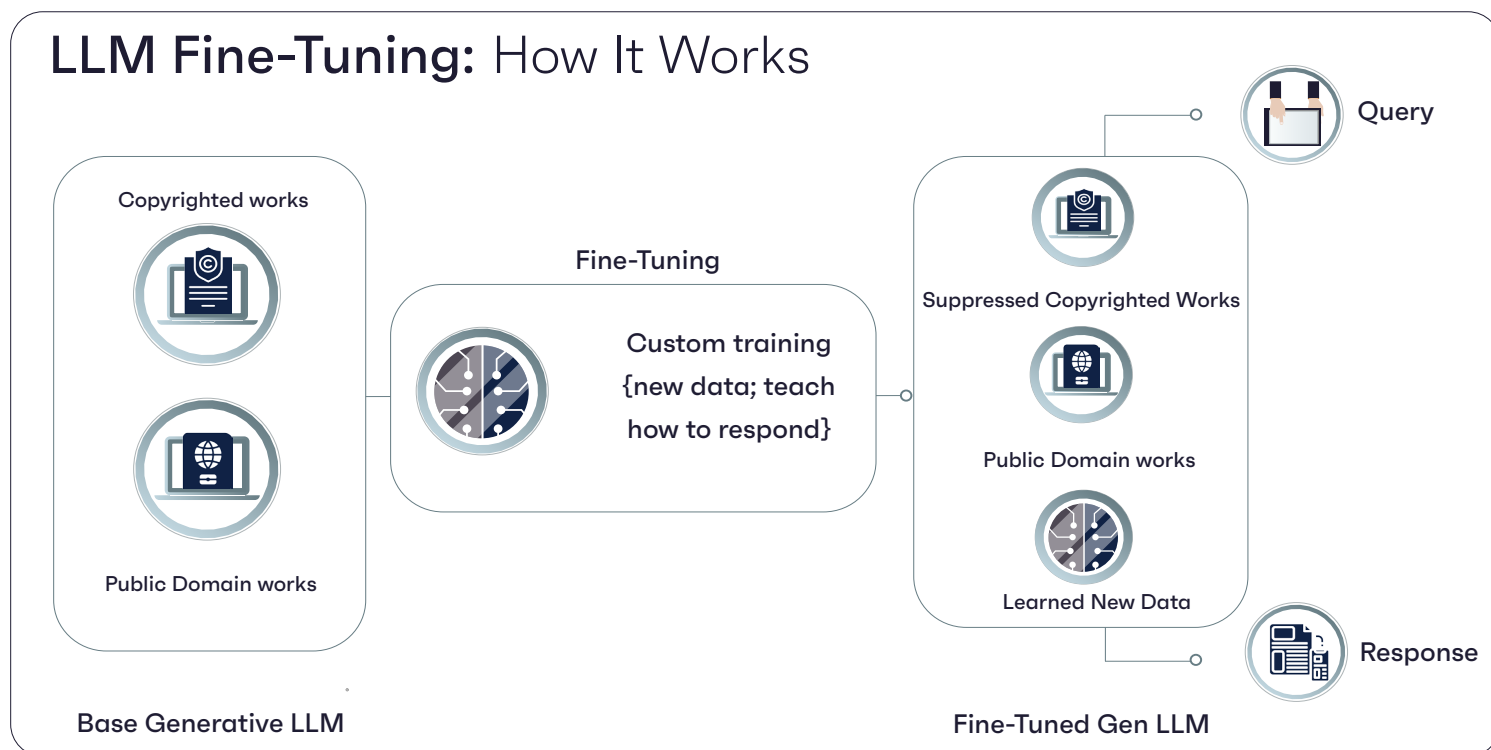 LLM Fine-Tuning: How It Works
Query
Copyrighted works
Public Domain works
Base Generative LLM
Fine-Tuning
Custom training
{new data; teach
how to respond}
Suppressed Copyrighted Works
Public Domain works
Learned New Data
Fine-Tuned Gen LLM
Response